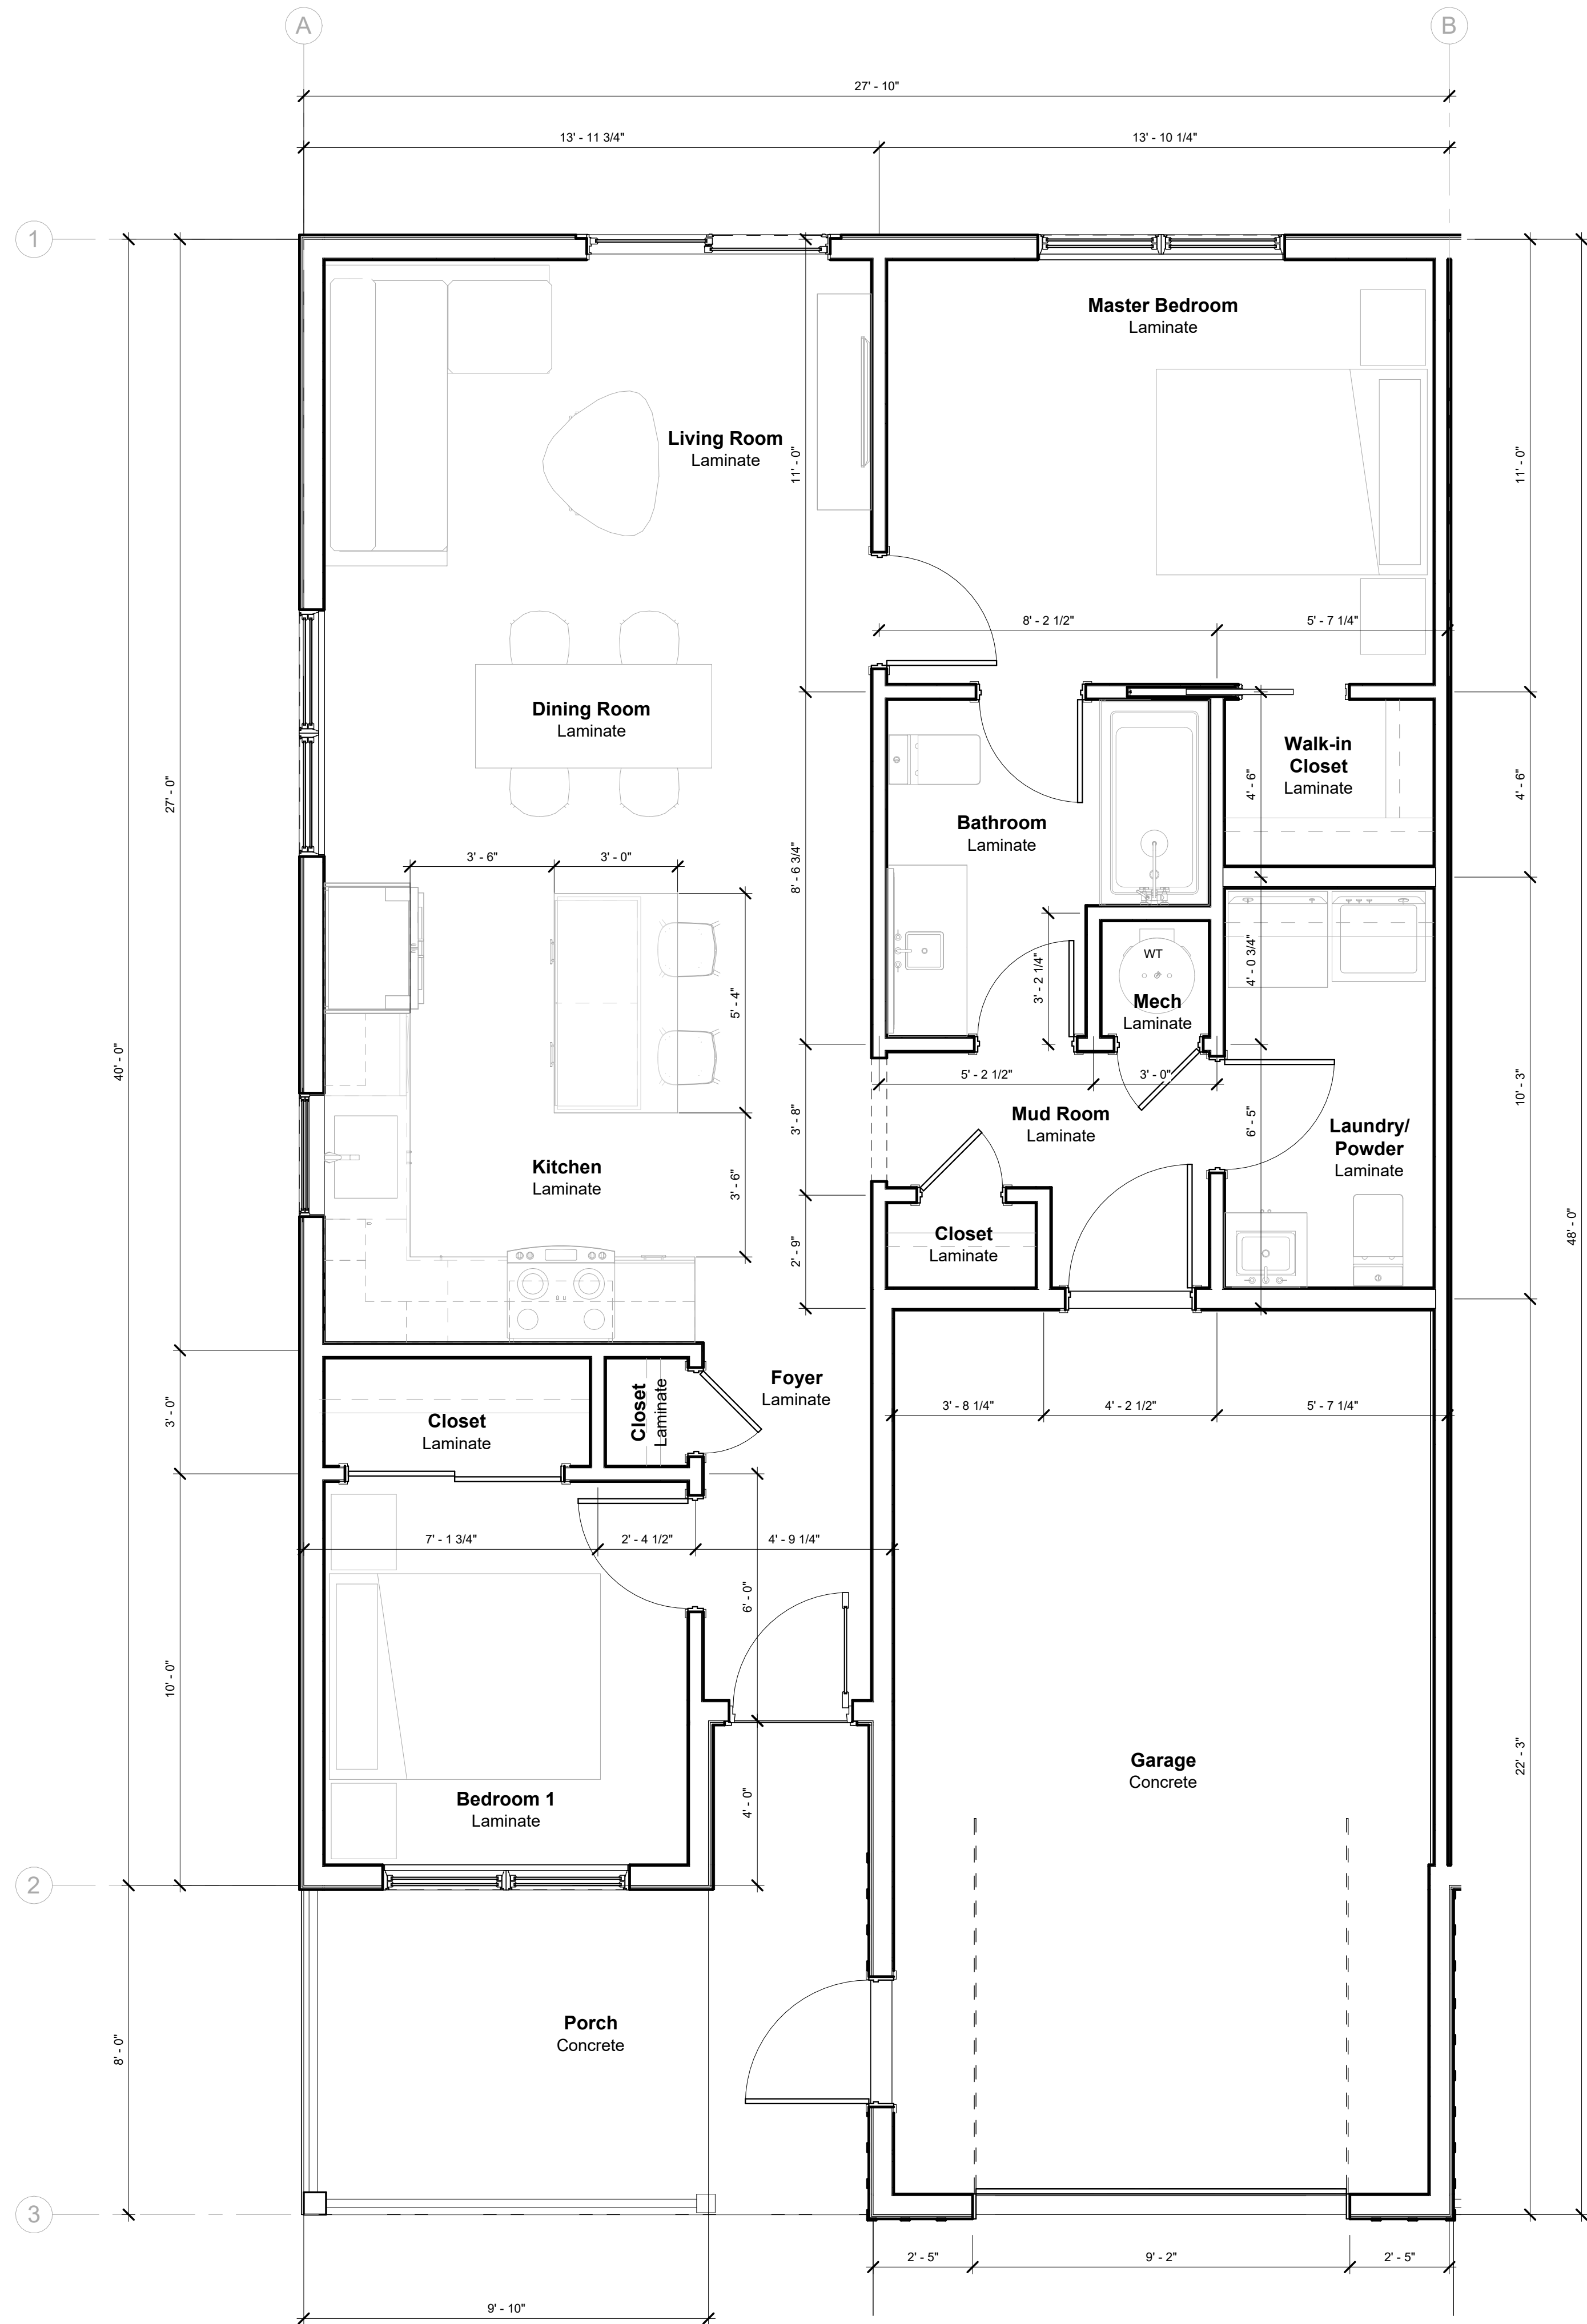 A
B
27' - 10"
13' - 11 3/4"
13' - 10 1/4"
1
Master Bedroom
Laminate
Living Room
Laminate
11' - 0"
11' - 0"
8' - 2 1/2"
5' - 7 1/4"
Dining Room
Laminate
Walk-in
Closet
Laminate
27' - 0"
4' - 6"
4' - 6"
Bathroom
Laminate
3' - 6"
3' - 0"
8' - 6 3/4"
5' - 4"
3' - 2 1/4"
WT
Mech
Laminate
4' - 0 3/4"
40' - 0"
5' - 2 1/2"
3' - 0"
10' - 3"
3' - 8"
Mud Room
Laminate
6' - 5"
Laundry/
Powder
Laminate
Kitchen
Laminate
3' - 6"
48' - 0"
2' - 9"
Closet
Laminate
Foyer
Laminate
3' - 0"
Closet
Laminate
Closet
Laminate
3' - 8 1/4"
4' - 2 1/2"
5' - 7 1/4"
7' - 1 3/4"
2' - 4 1/2"
4' - 9 1/4"
6' - 0"
10' - 0"
Garage
Concrete
22' - 3"
Bedroom 1
Laminate
4' - 0"
2
Porch
Concrete
8' - 0"
3
2' - 5"
9' - 2"
2' - 5"
9' - 10"